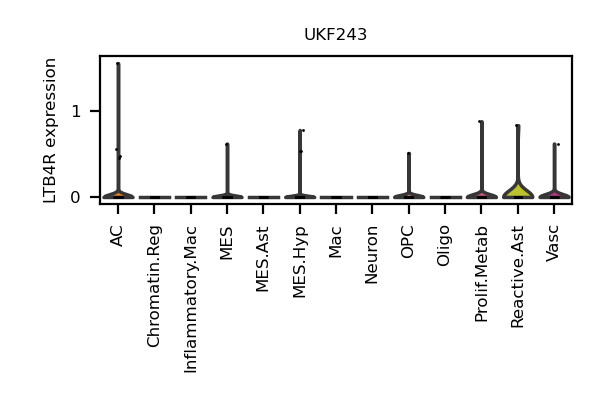 UKF243
LTB4R expression
1
0
AC
Chromatin.Reg
Inflammatory.Mac
MES
MES.Ast
MES.Hyp
Mac
Neuron
OPC
Oligo
Prolif.Metab
Reactive.Ast
Vasc